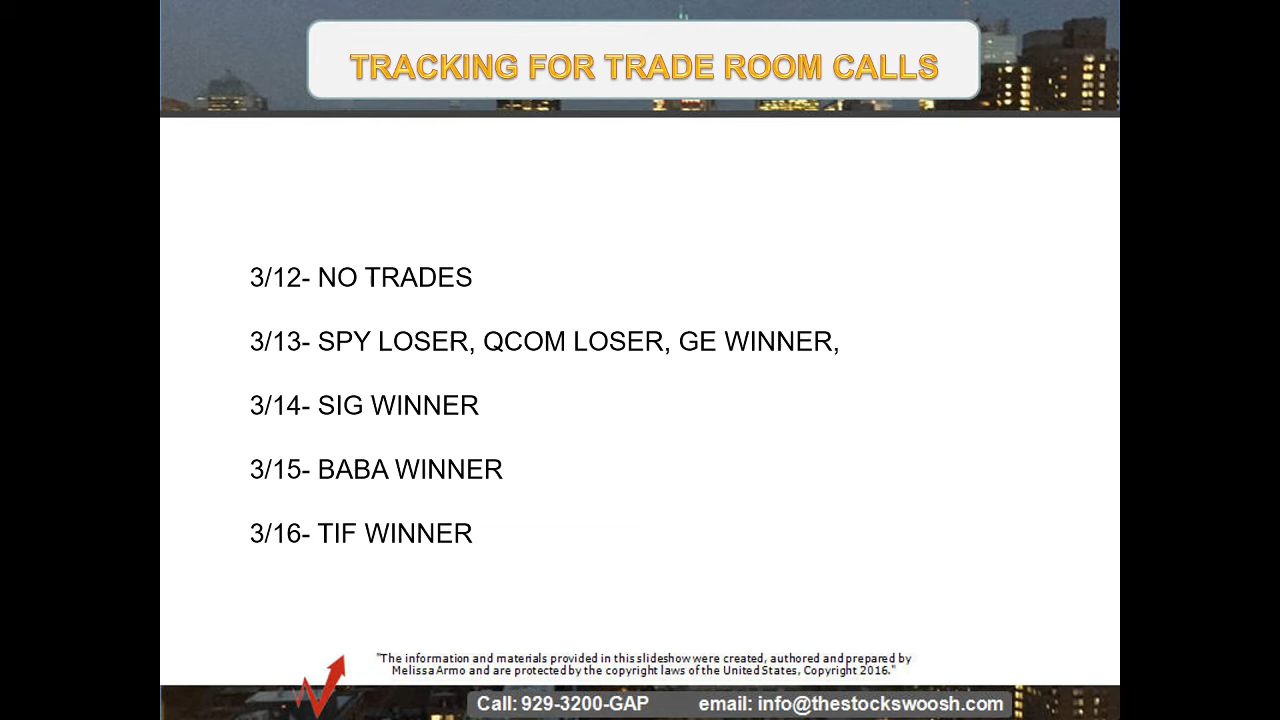 TRACKING FOR TRADE ROOM CALLS
3/12- NO TRADES
3/13- SPY LOSER, QCOM LOSER, GE WINNER,
3/14- SIG WINNER
3/15- BABA WINNER
3/16- TIF WINNER
"The information and materials provided in this slideshow were created, authored and prepared by
Melissa Armo and are protected by the copyright laws of the United States, Copyright 2016."
Call: 929-3200-GAP email: info@thestockswoosh.com